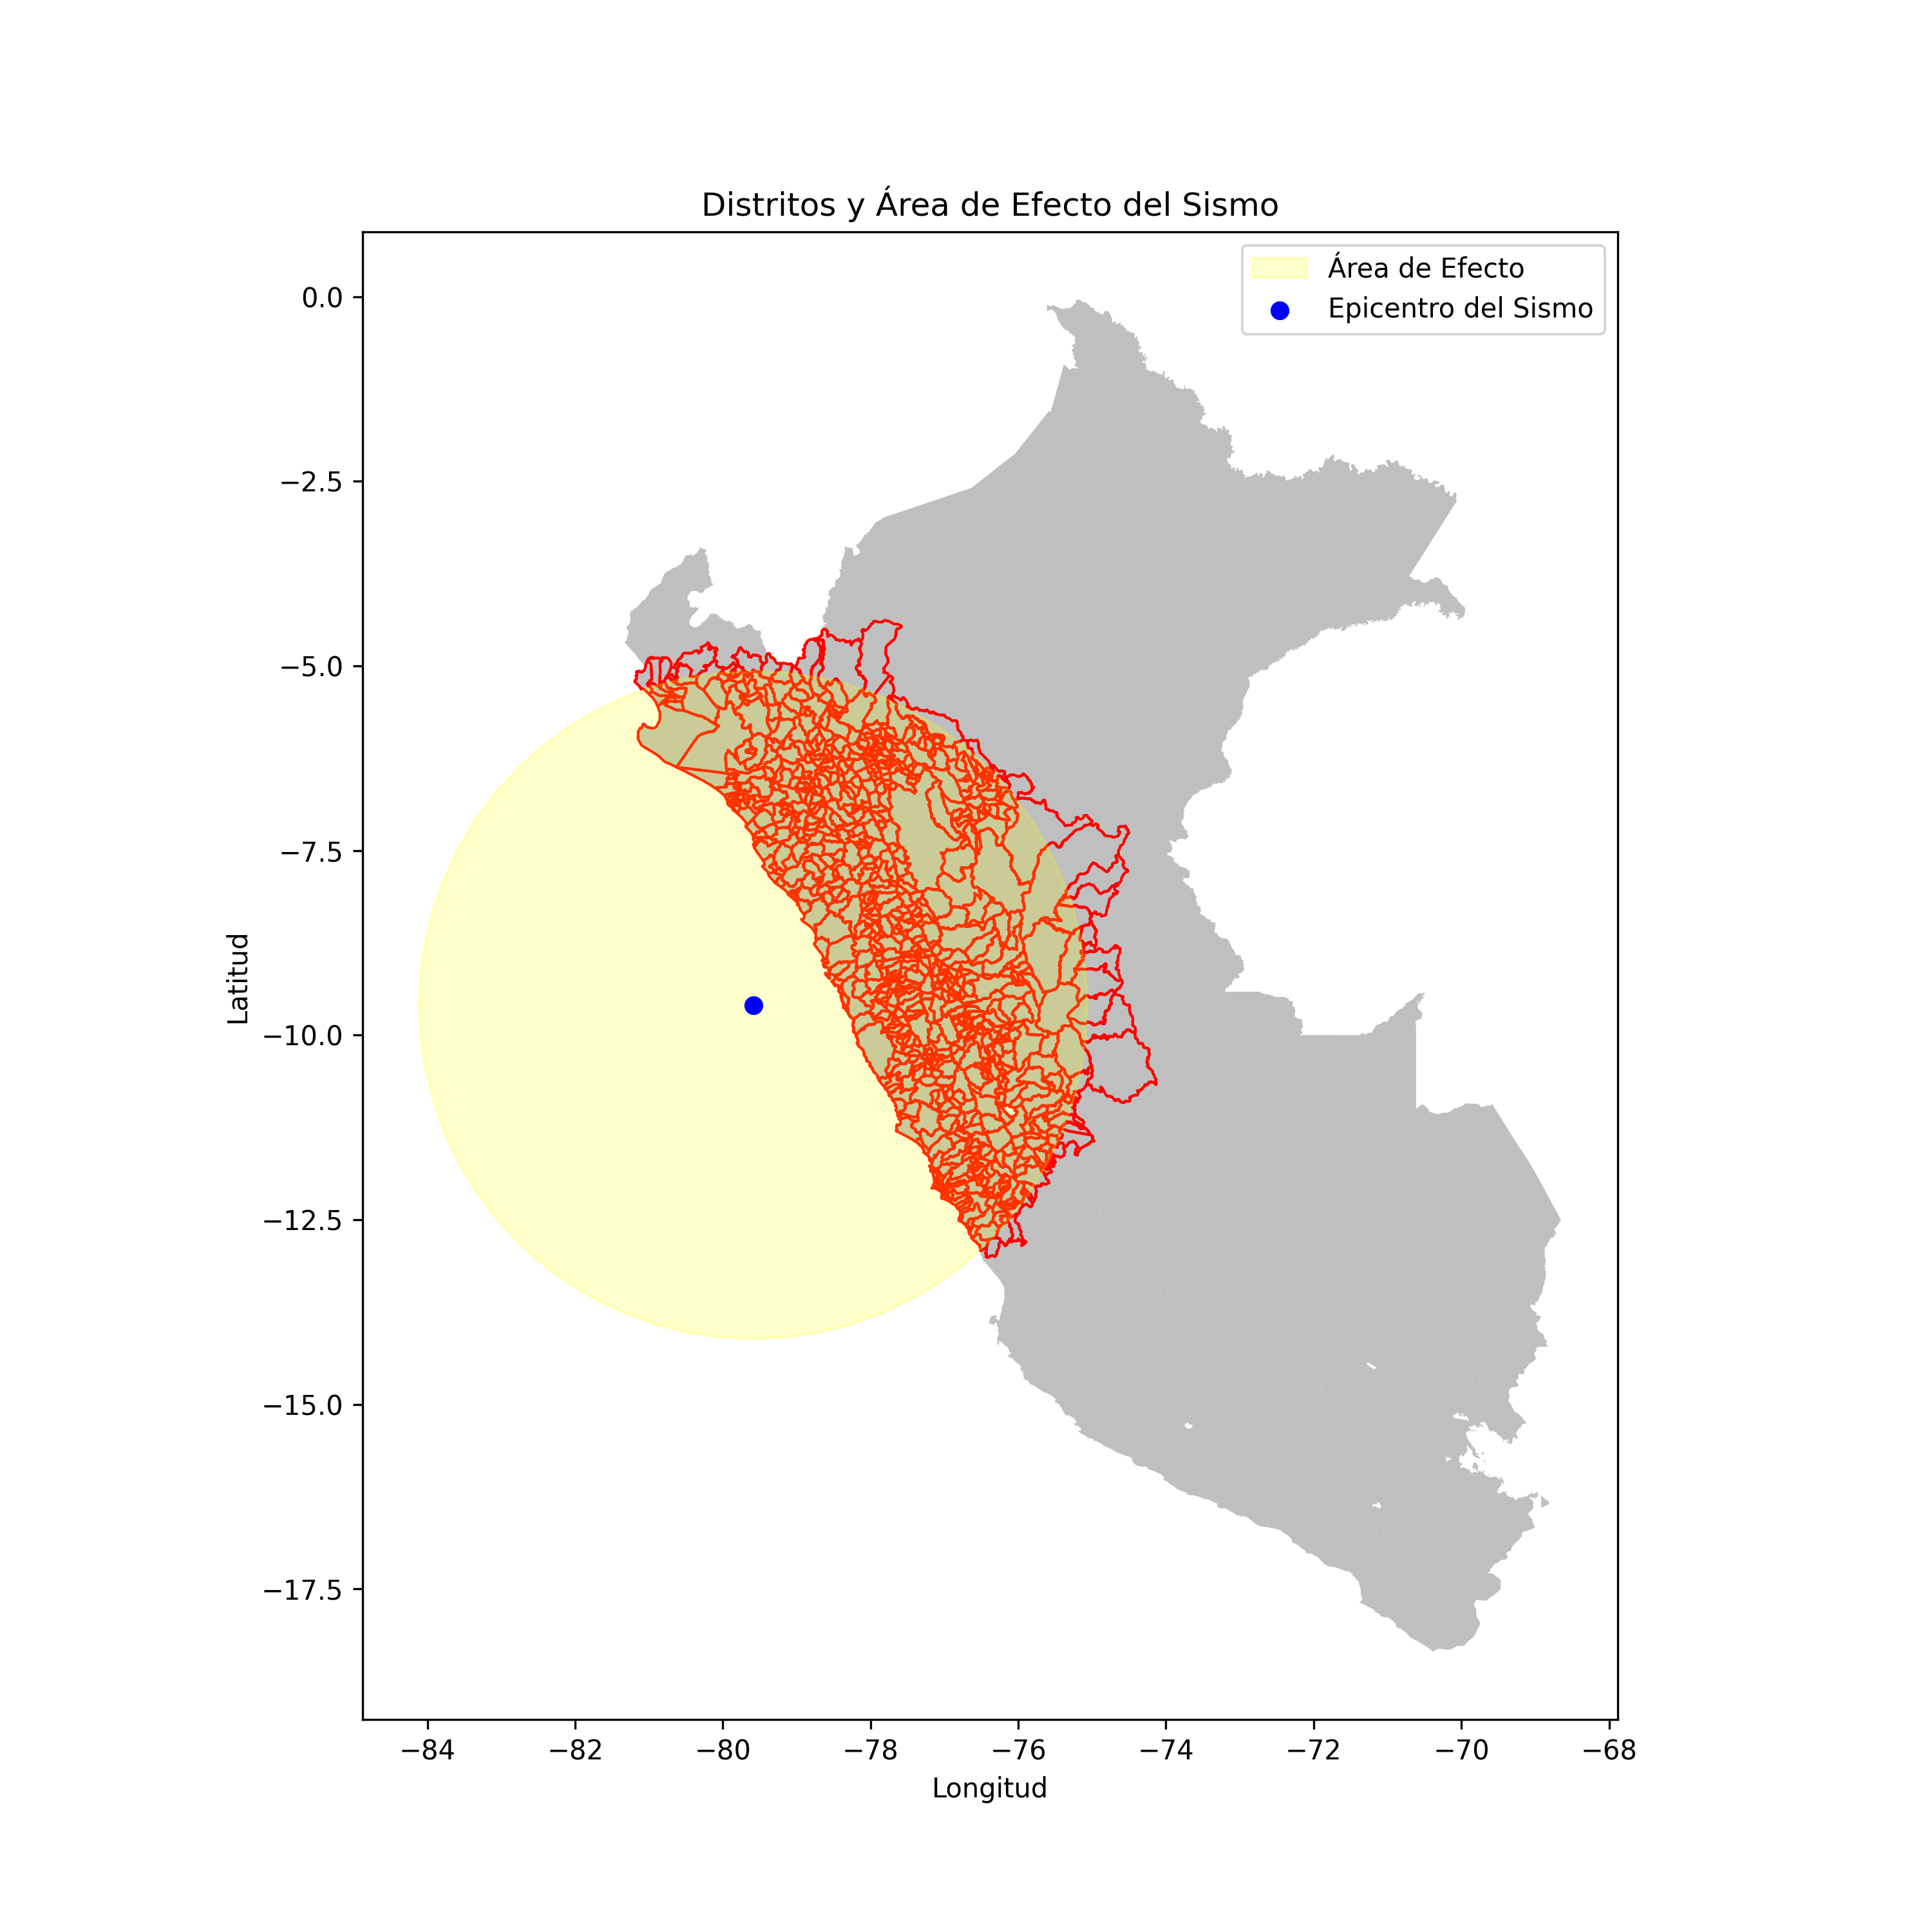 Distritos y Área de Efecto del Sismo
Área de Efecto
Epicentro del Sismo
0.0
−2.5
−5.0
−7.5
−10.0
−12.5
−15.0
−17.5
Latitud
−84 −82 −80 −78 −76 −74 −72 −70 −68
Longitud